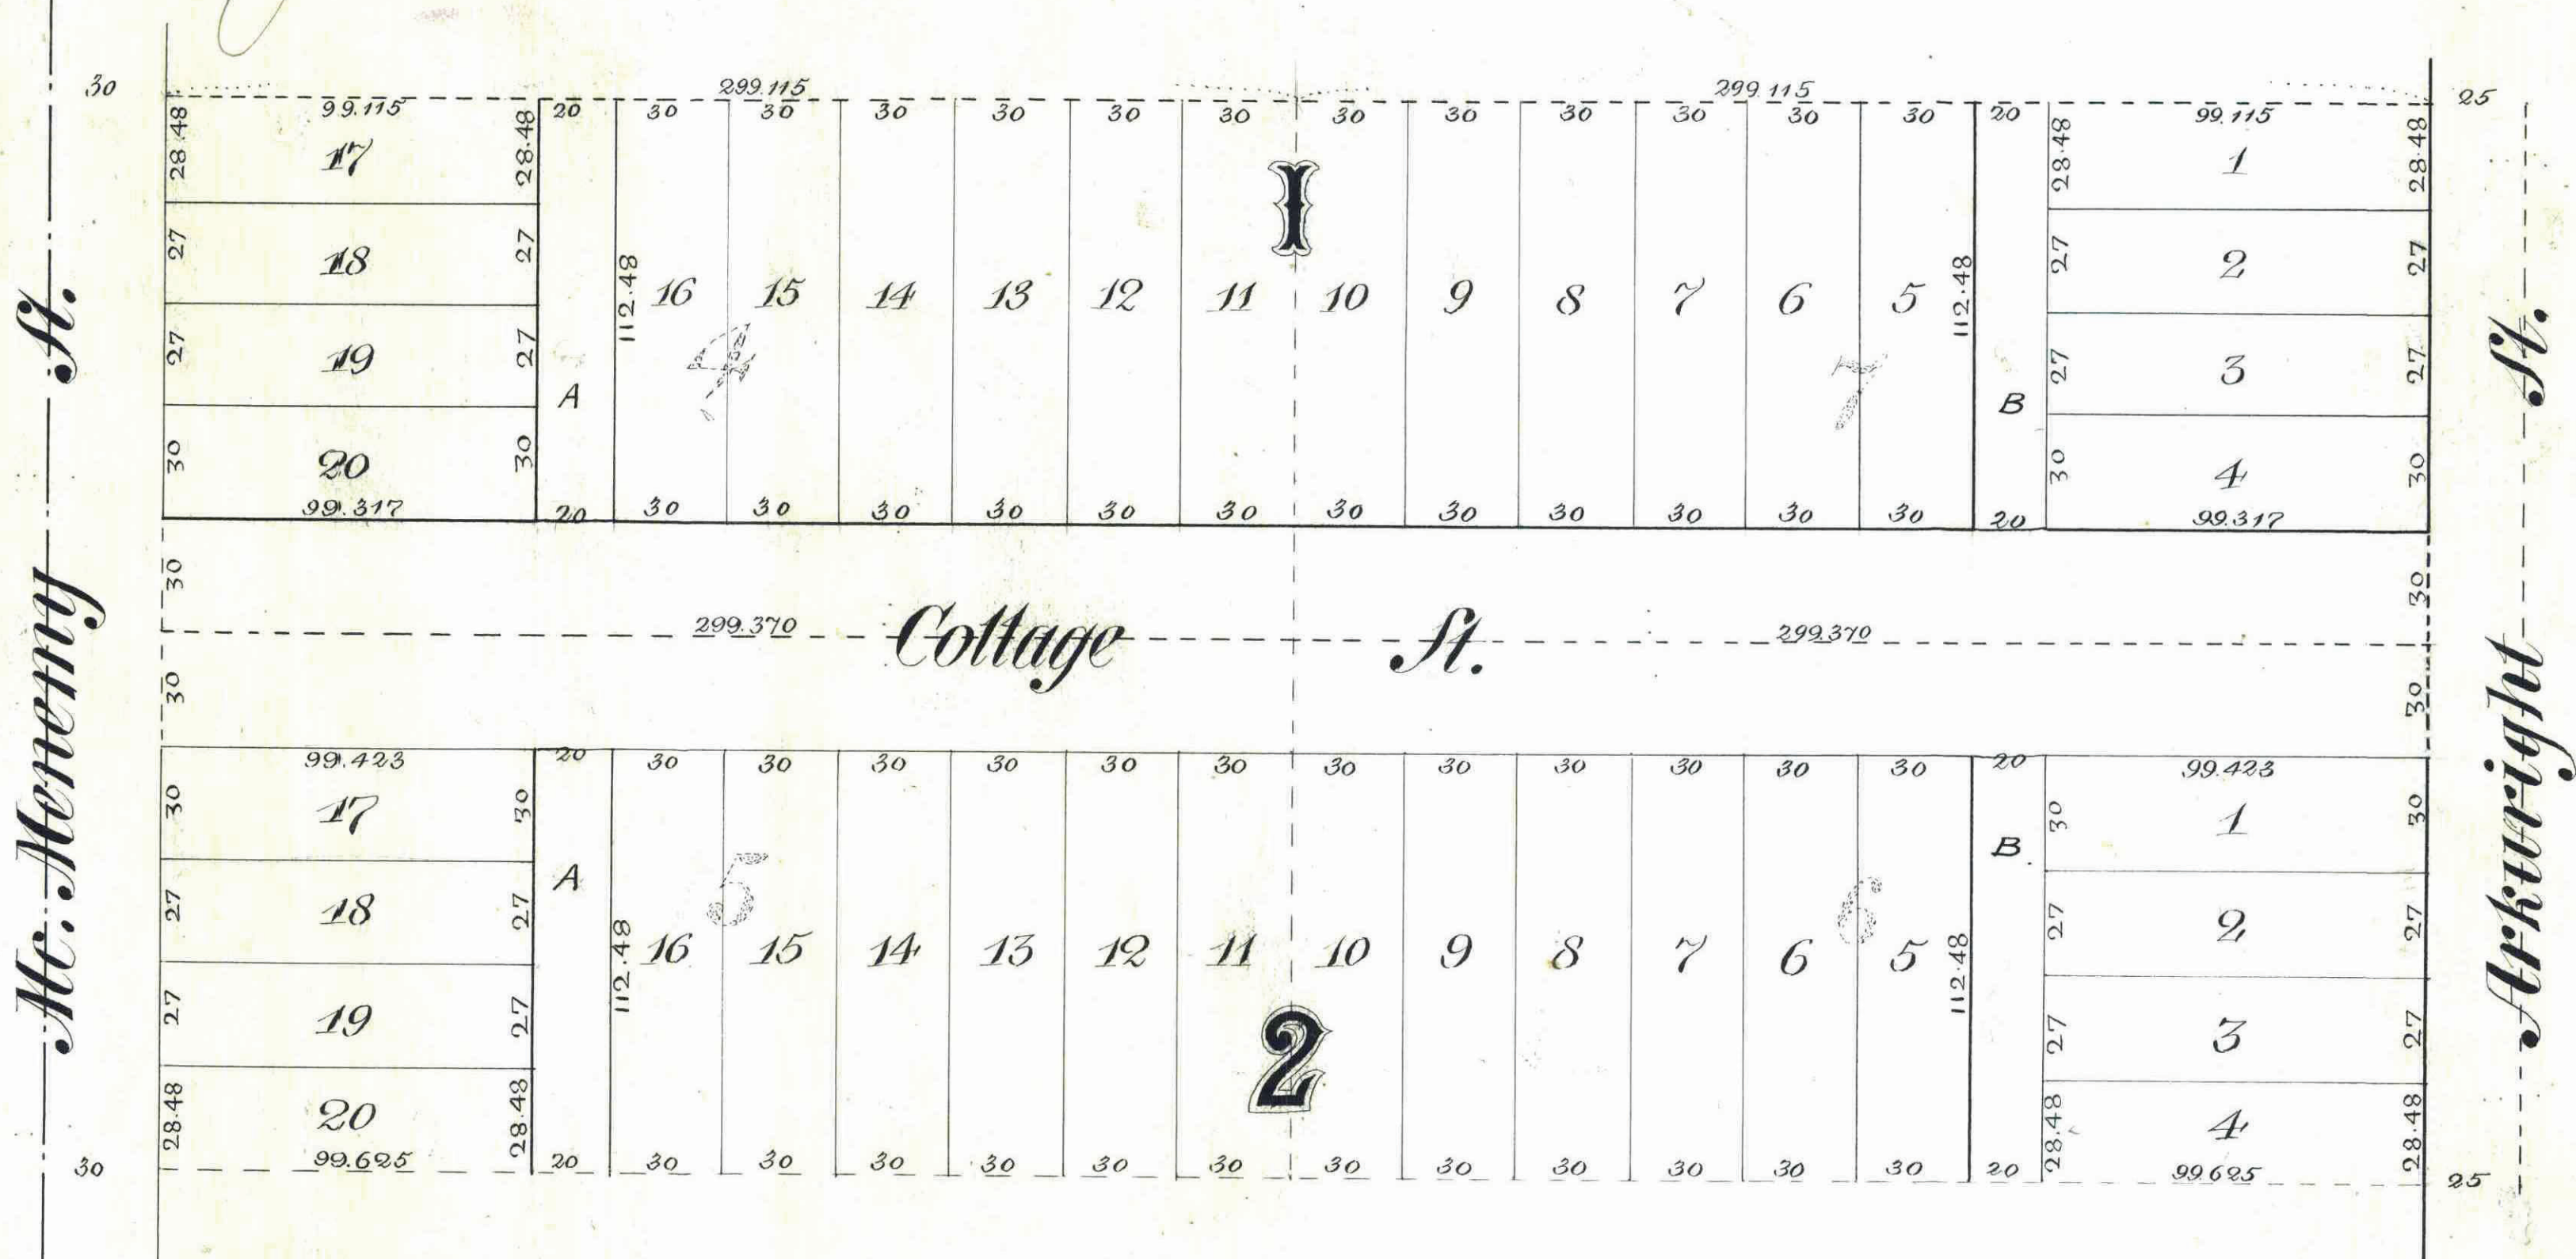 30 299.115 299.115 25
99.115 20 30 30 30 30 30 30 30 30 30 30 30 30 20 99.115
28.48 17 28.48 28.48 1 28.48
I
27 18 27 27 2 27
112.48 16 15 14 13 12 11 10 9 8 7 6 5 112.48
27 19 27 27 3 27
4 7
A B
30 20 30 30 4 30
99.317 20 30 30 30 30 30 30 30 30 30 30 30 30 20 99.317
30 30
299.370 Cottage St. 299.370
30 30
99.423 20 30 30 30 30 30 30 30 30 30 30 30 30 20 99.423
30 17 30 30 1 30
A B.
5 6
27 18 27 27 2 27
112.48 16 15 14 13 12 11 10 9 8 7 6 5 112.48
27 19 27 27 3 27
2
28.48 20 28.48 28.48 4 28.48
30 99.625 20 30 30 30 30 30 30 30 30 30 30 30 30 20 99.625 25
Mc. Menemy St.
Arkwright St.